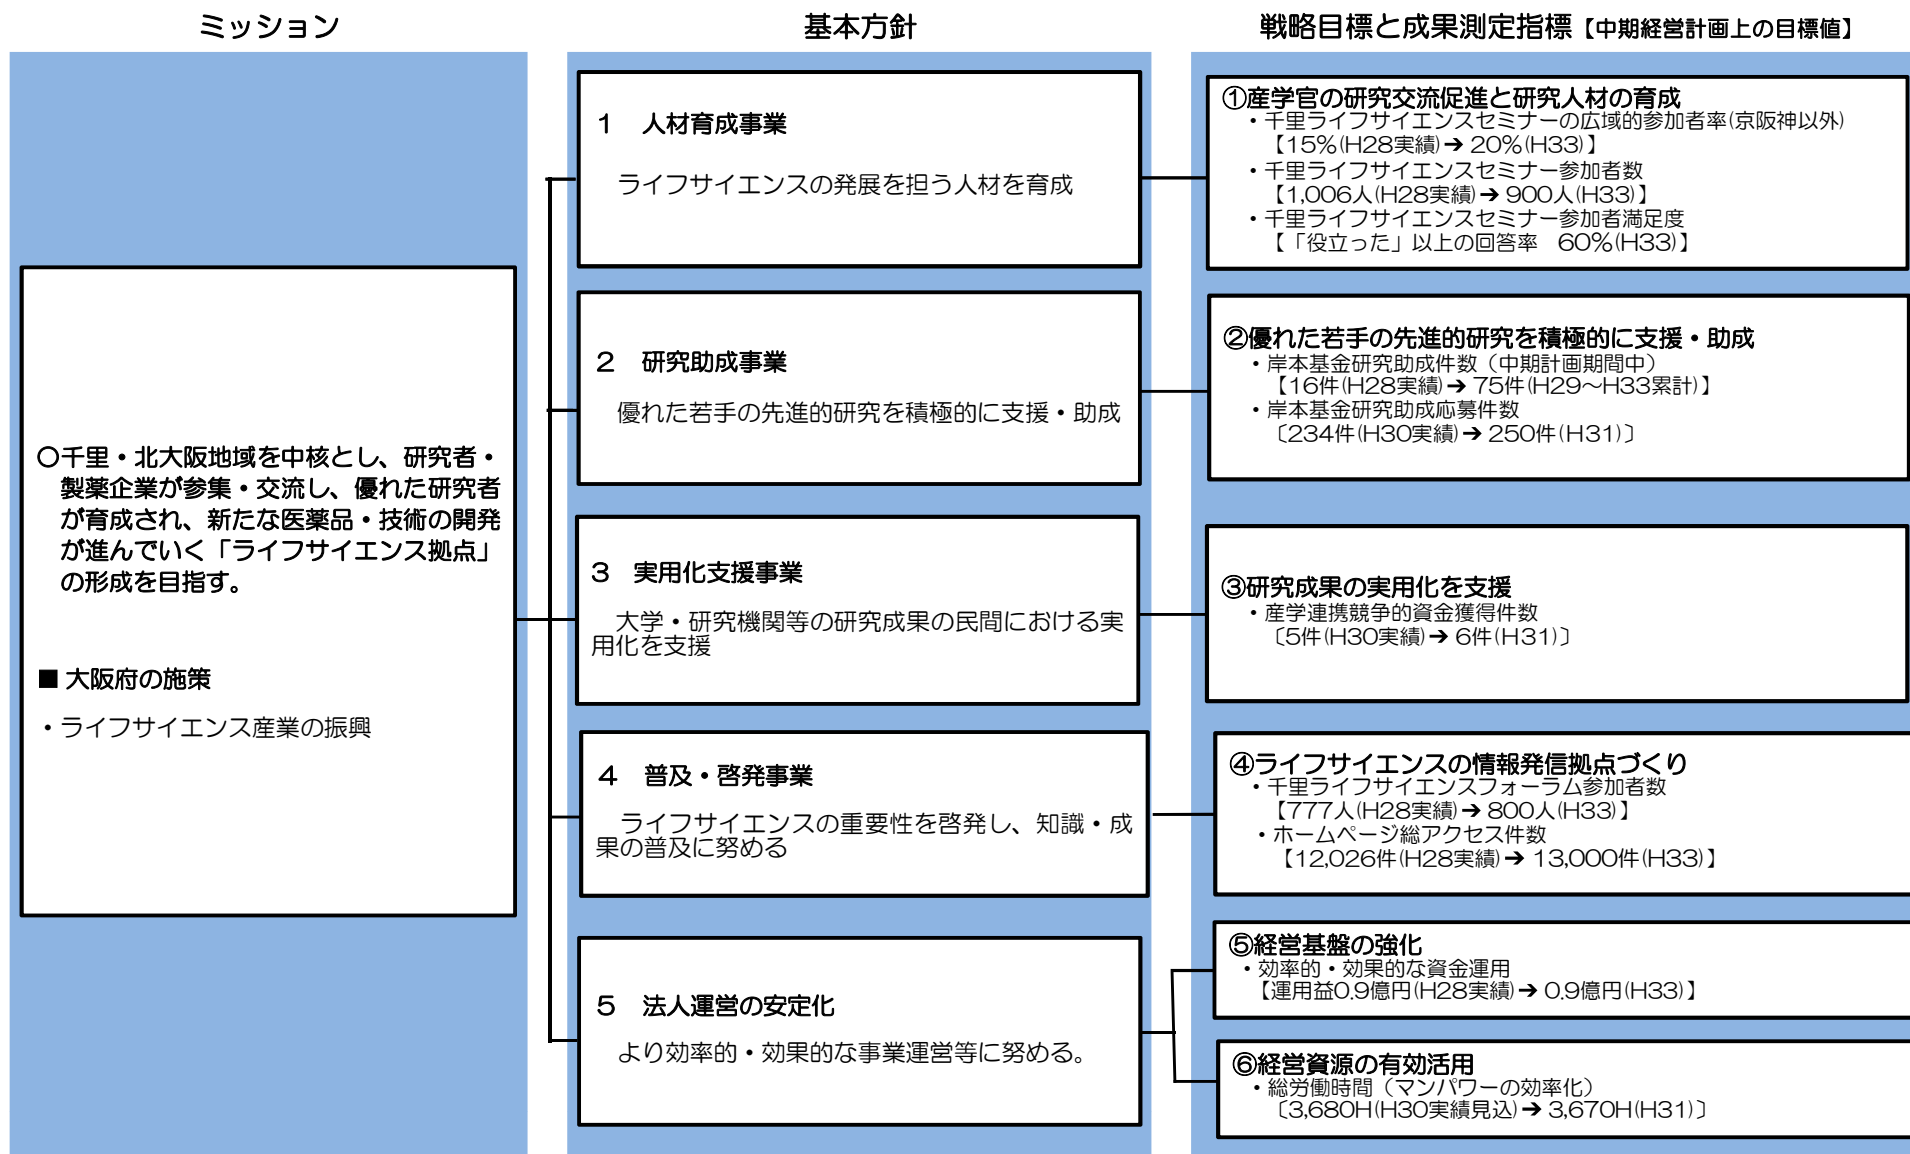 ミッション
基本方針
戦略目標と成果測定指標【中期経営計画上の目標値】
○千里・北大阪地域を中核とし、研究者・
製薬企業が参集・交流し、優れた研究者
が育成され、新たな医薬品・技術の開発
が進んでいく「ライフサイエンス拠点」
の形成を目指す。
■ 大阪府の施策
・ライフサイエンス産業の振興
1 人材育成事業
ライフサイエンスの発展を担う人材を育成
2 研究助成事業
優れた若手の先進的研究を積極的に支援・助成
3 実用化支援事業
大学・研究機関等の研究成果の民間における実
用化を支援
4 普及・啓発事業
ライフサイエンスの重要性を啓発し、知識・成
果の普及に努める
5 法人運営の安定化
より効率的・効果的な事業運営等に努める。
①産学官の研究交流促進と研究人材の育成
・千里ライフサイエンスセミナーの広域的参加者率(京阪神以外)
【15%(H28実績)➔ 20%(H33)】
・千里ライフサイエンスセミナー参加者数
【1,006人(H28実績)➔ 900人(H33)】
・千里ライフサイエンスセミナー参加者満足度
【「役立った」以上の回答率 60%(H33)】
②優れた若手の先進的研究を積極的に支援・助成
・岸本基金研究助成件数（中期計画期間中）
【16件(H28実績)➔ 75件(H29～H33累計)】
・岸本基金研究助成応募件数
〔234件(H30実績)➔ 250件(H31)〕
③研究成果の実用化を支援
・産学連携競争的資金獲得件数
〔5件(H30実績)➔ 6件(H31)〕
④ライフサイエンスの情報発信拠点づくり
・千里ライフサイエンスフォーラム参加者数
【777人(H28実績)➔ 800人(H33)】
・ホームページ総アクセス件数
【12,026件(H28実績)➔ 13,000件(H33)】
⑤経営基盤の強化
・効率的・効果的な資金運用
【運用益0.9億円(H28実績)➔ 0.9億円(H33)】
⑥経営資源の有効活用
・総労働時間（マンパワーの効率化）
〔3,680H(H30実績見込)➔ 3,670H(H31)〕